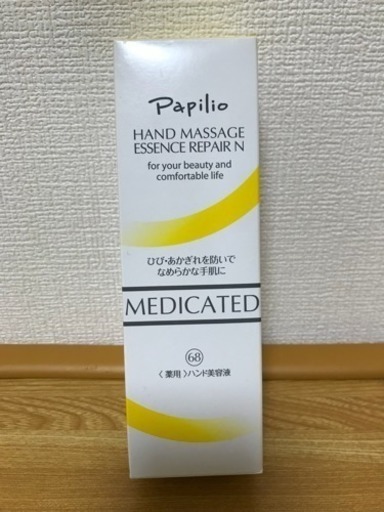 Papilio
HAND MASSAGE
ESSENCE REPAIR N
for your beauty and
comfortable life
ひび・あかぎれを防いで
なめらかな手肌に
MEDICATED
68
〈薬用〉ハンド美容液